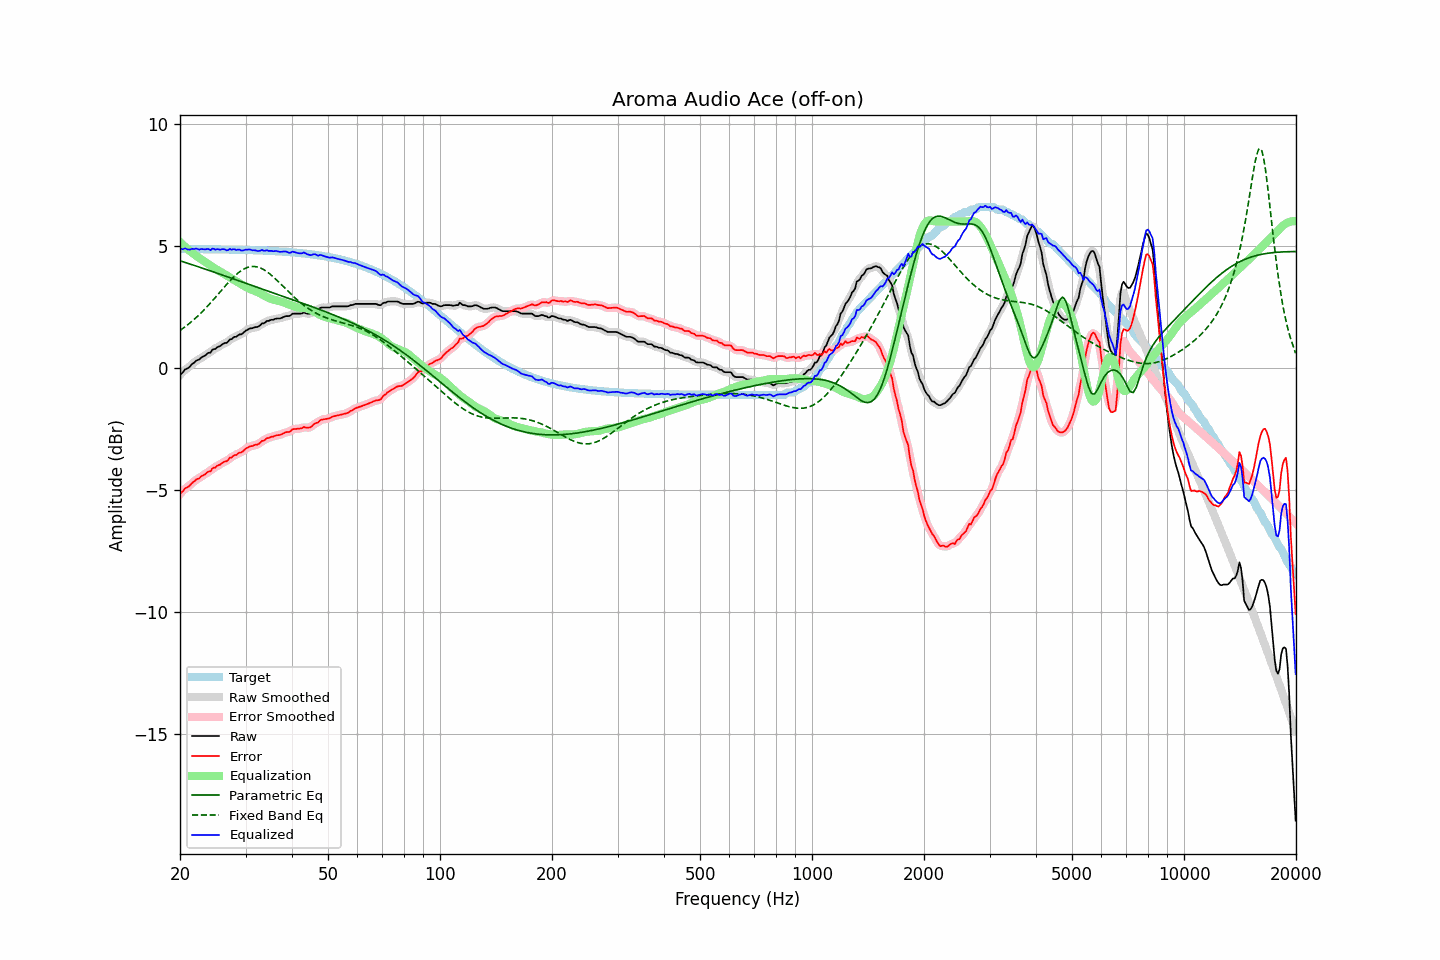 Aroma Audio Ace (off-on)
Amplitude (dBr)
10
5
0
−5
−10
−15
Target
Raw Smoothed
Error Smoothed
Raw
Error
Equalization
Parametric Eq
Fixed Band Eq
Equalized
20 50 100 200 500 1000 2000 5000 10000 20000
Frequency (Hz)